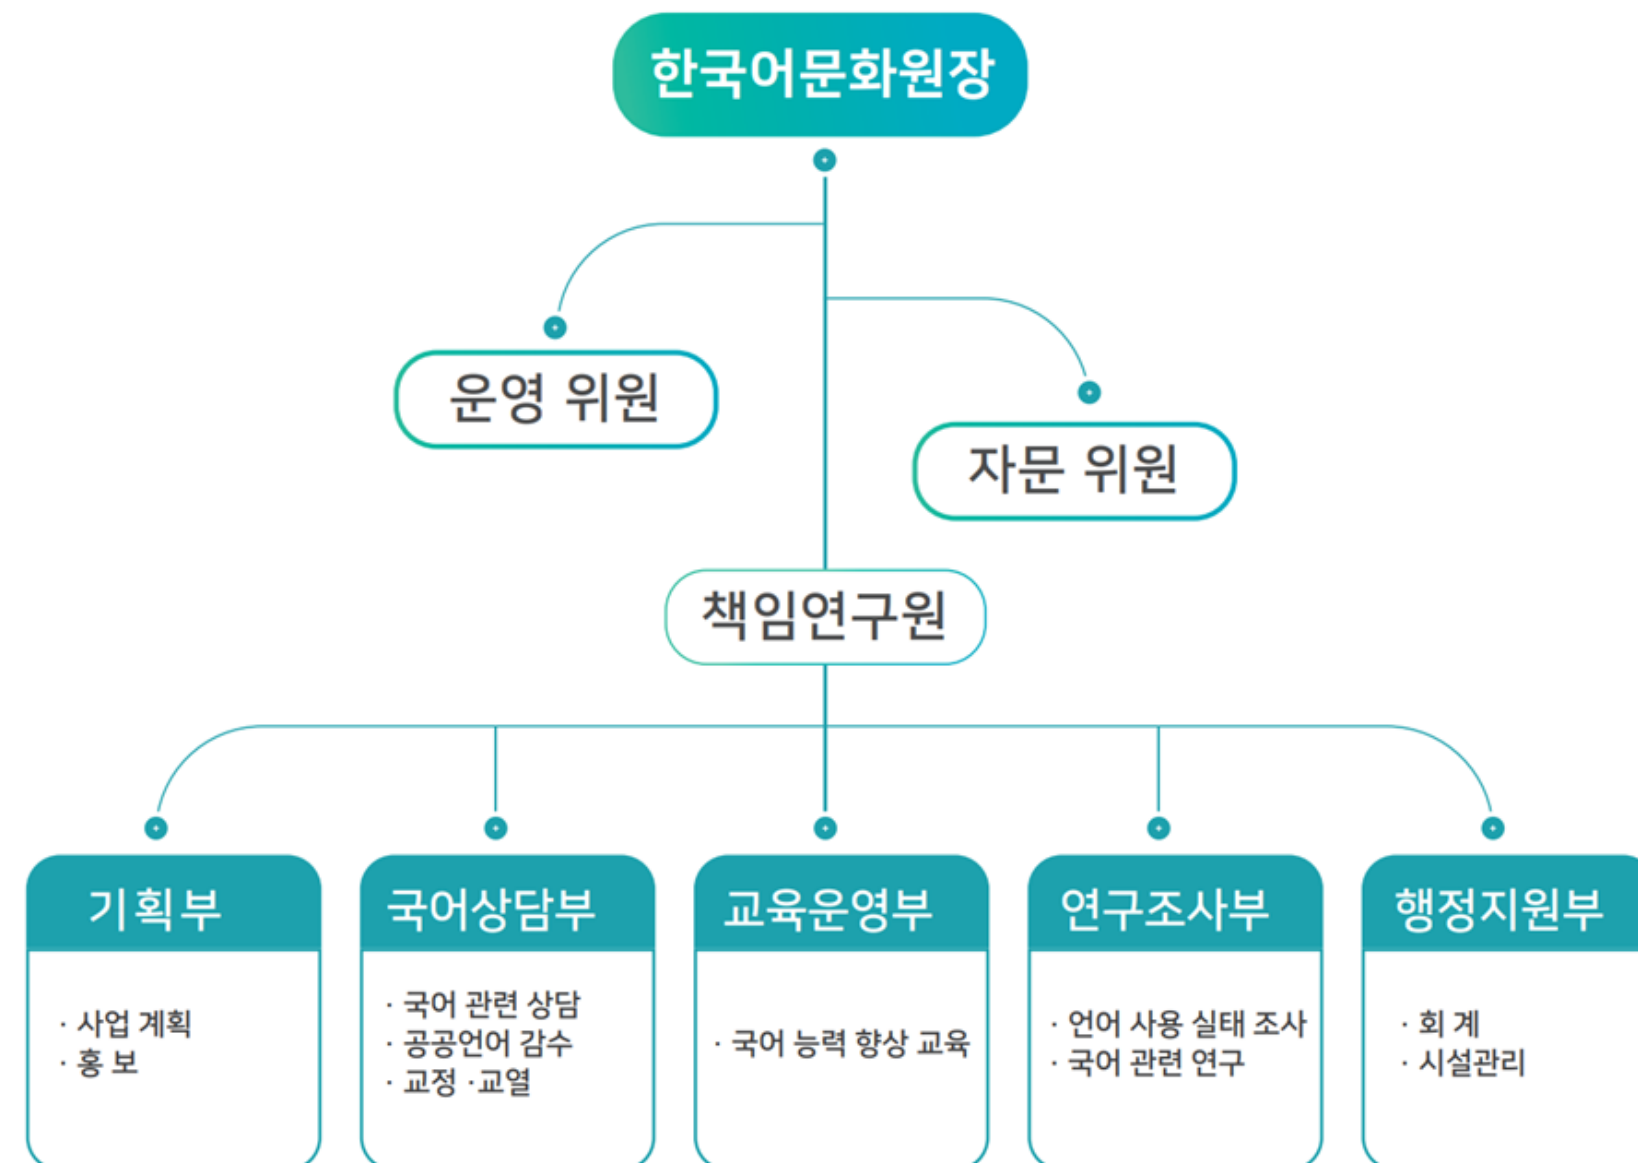 한국어문화원장
운영 위원
자문 위원
책임연구원
기획부
· 사업 계획
· 홍 보
국어상담부
· 국어 관련 상담
· 공공언어 감수
· 교정 ·교열
교육운영부
· 국어 능력 향상 교육
연구조사부
· 언어 사용 실태 조사
· 국어 관련 연구
행정지원부
· 회 계
· 시설관리